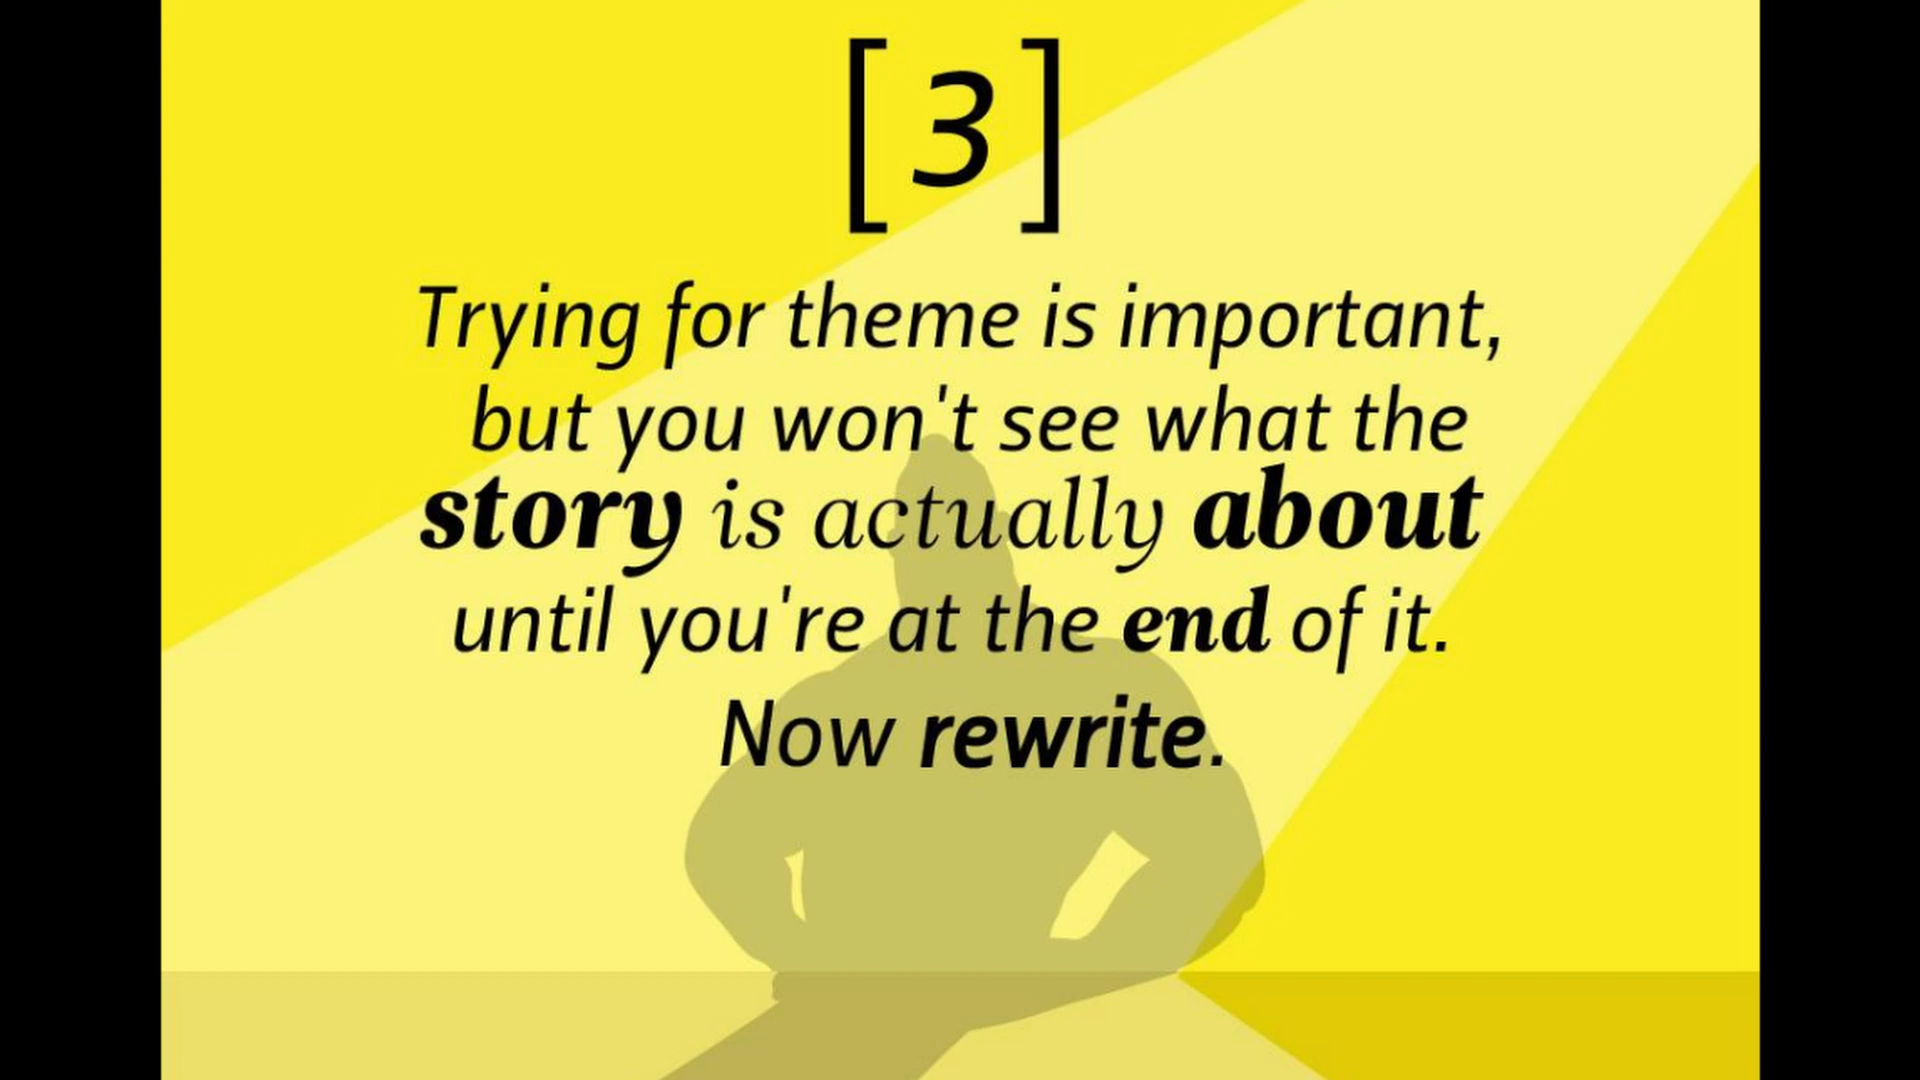 [3]
Trying for theme is important,
but you won't see what the
story is actually about
until you're at the end of it.
Now rewrite.